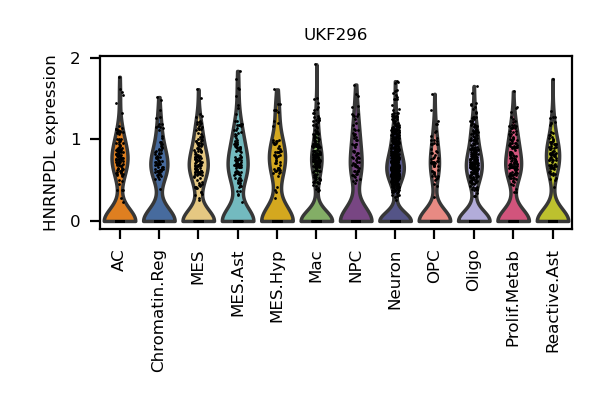 UKF296
HNRNPDL expression
2
1
0
AC
Chromatin.Reg
MES
MES.Ast
MES.Hyp
Mac
NPC
Neuron
OPC
Oligo
Prolif.Metab
Reactive.Ast